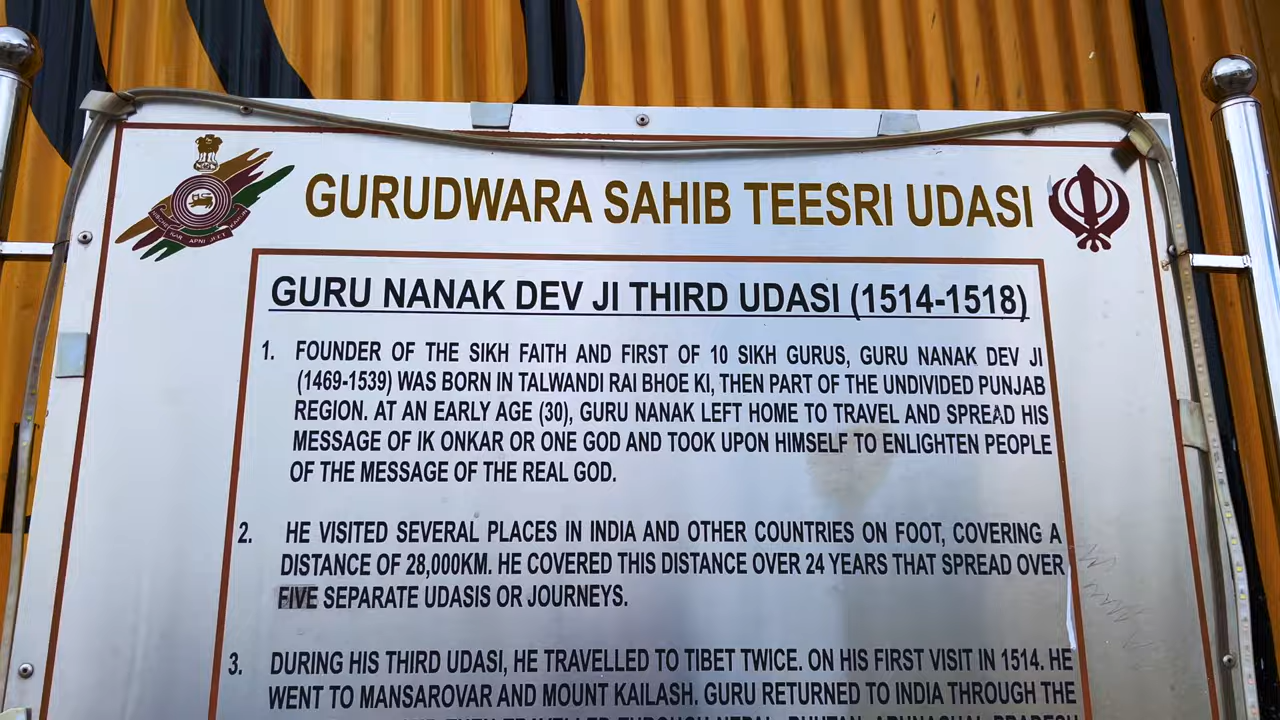 GURUDWARA SAHIB TEESRI UDASI
GURU NANAK DEV JI THIRD UDASI (1514-1518)
1. FOUNDER OF THE SIKH FAITH AND FIRST OF 10 SIKH GURUS, GURU NANAK DEV JI
(1469-1539) WAS BORN IN TALWANDI RAI BHOE KI, THEN PART OF THE UNDIVIDED PUNJAB
REGION. AT AN EARLY AGE (30), GURU NANAK LEFT HOME TO TRAVEL AND SPREAD HIS
MESSAGE OF IK ONKAR OR ONE GOD AND TOOK UPON HIMSELF TO ENLIGHTEN PEOPLE
OF THE MESSAGE OF THE REAL GOD.
2. HE VISITED SEVERAL PLACES IN INDIA AND OTHER COUNTRIES ON FOOT, COVERING A
DISTANCE OF 28,000KM. HE COVERED THIS DISTANCE OVER 24 YEARS THAT SPREAD OVER
FIVE SEPARATE UDASIS OR JOURNEYS.
3. DURING HIS THIRD UDASI, HE TRAVELLED TO TIBET TWICE. ON HIS FIRST VISIT IN 1514. HE
WENT TO MANSAROVAR AND MOUNT KAILASH. GURU RETURNED TO INDIA THROUGH THE
THEN TRAVELLED THROUGH NEPAL, BHUTAN, ARUNACHAL PRADESH